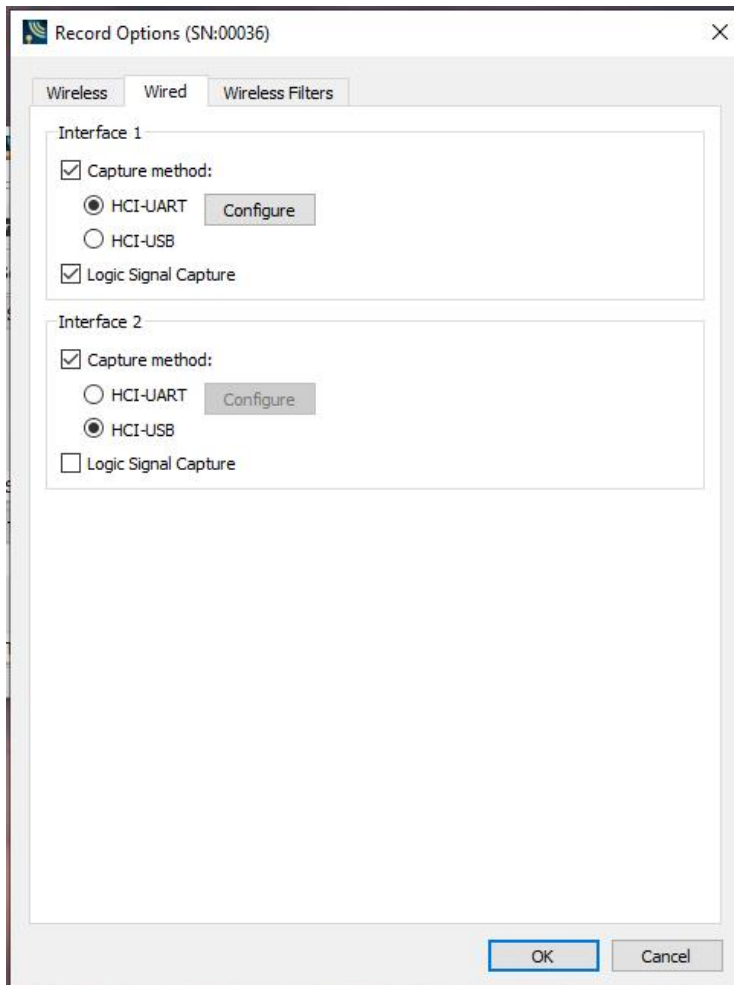 Record Options (SN:00036)
Wireless Wired Wireless Filters
Interface 1
Capture method:
HCI-UART Configure
HCI-USB
Logic Signal Capture
Interface 2
Capture method:
HCI-UART Configure
HCI-USB
Logic Signal Capture
OK Cancel